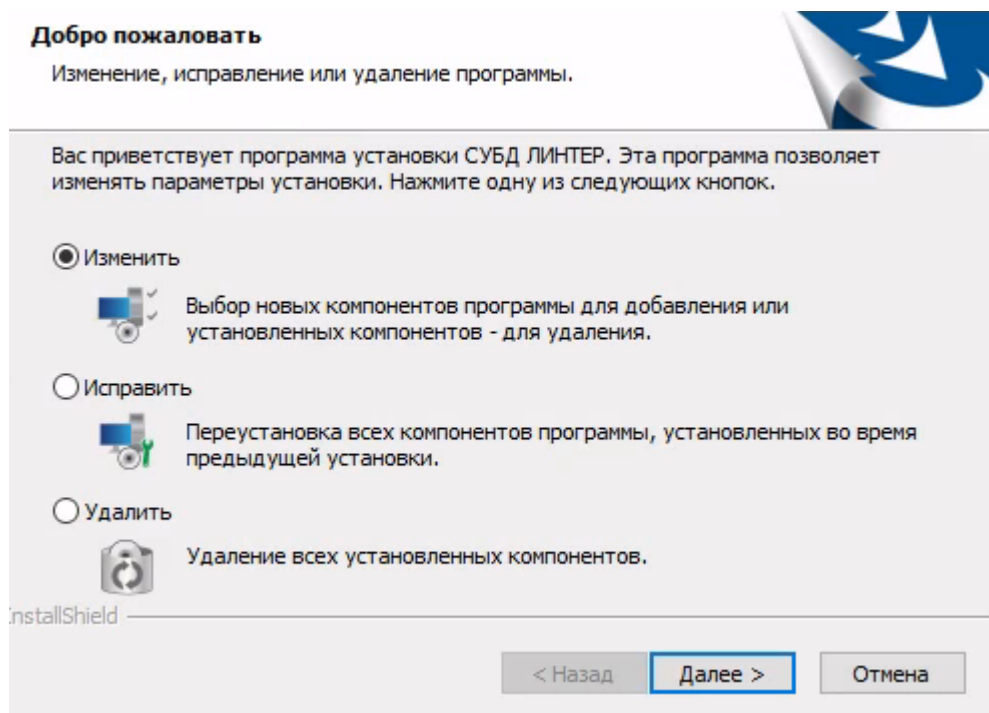 Добро пожаловать
Изменение, исправление или удаление программы.
Вас приветствует программа установки СУБД ЛИНТЕР. Эта программа позволяет
изменять параметры установки. Нажмите одну из следующих кнопок.
Изменить
Выбор новых компонентов программы для добавления или
установленных компонентов - для удаления.
Исправить
Переустановка всех компонентов программы, установленных во время
предыдущей установки.
Удалить
Удаление всех установленных компонентов.
InstallShield
< Назад
Далее >
Отмена